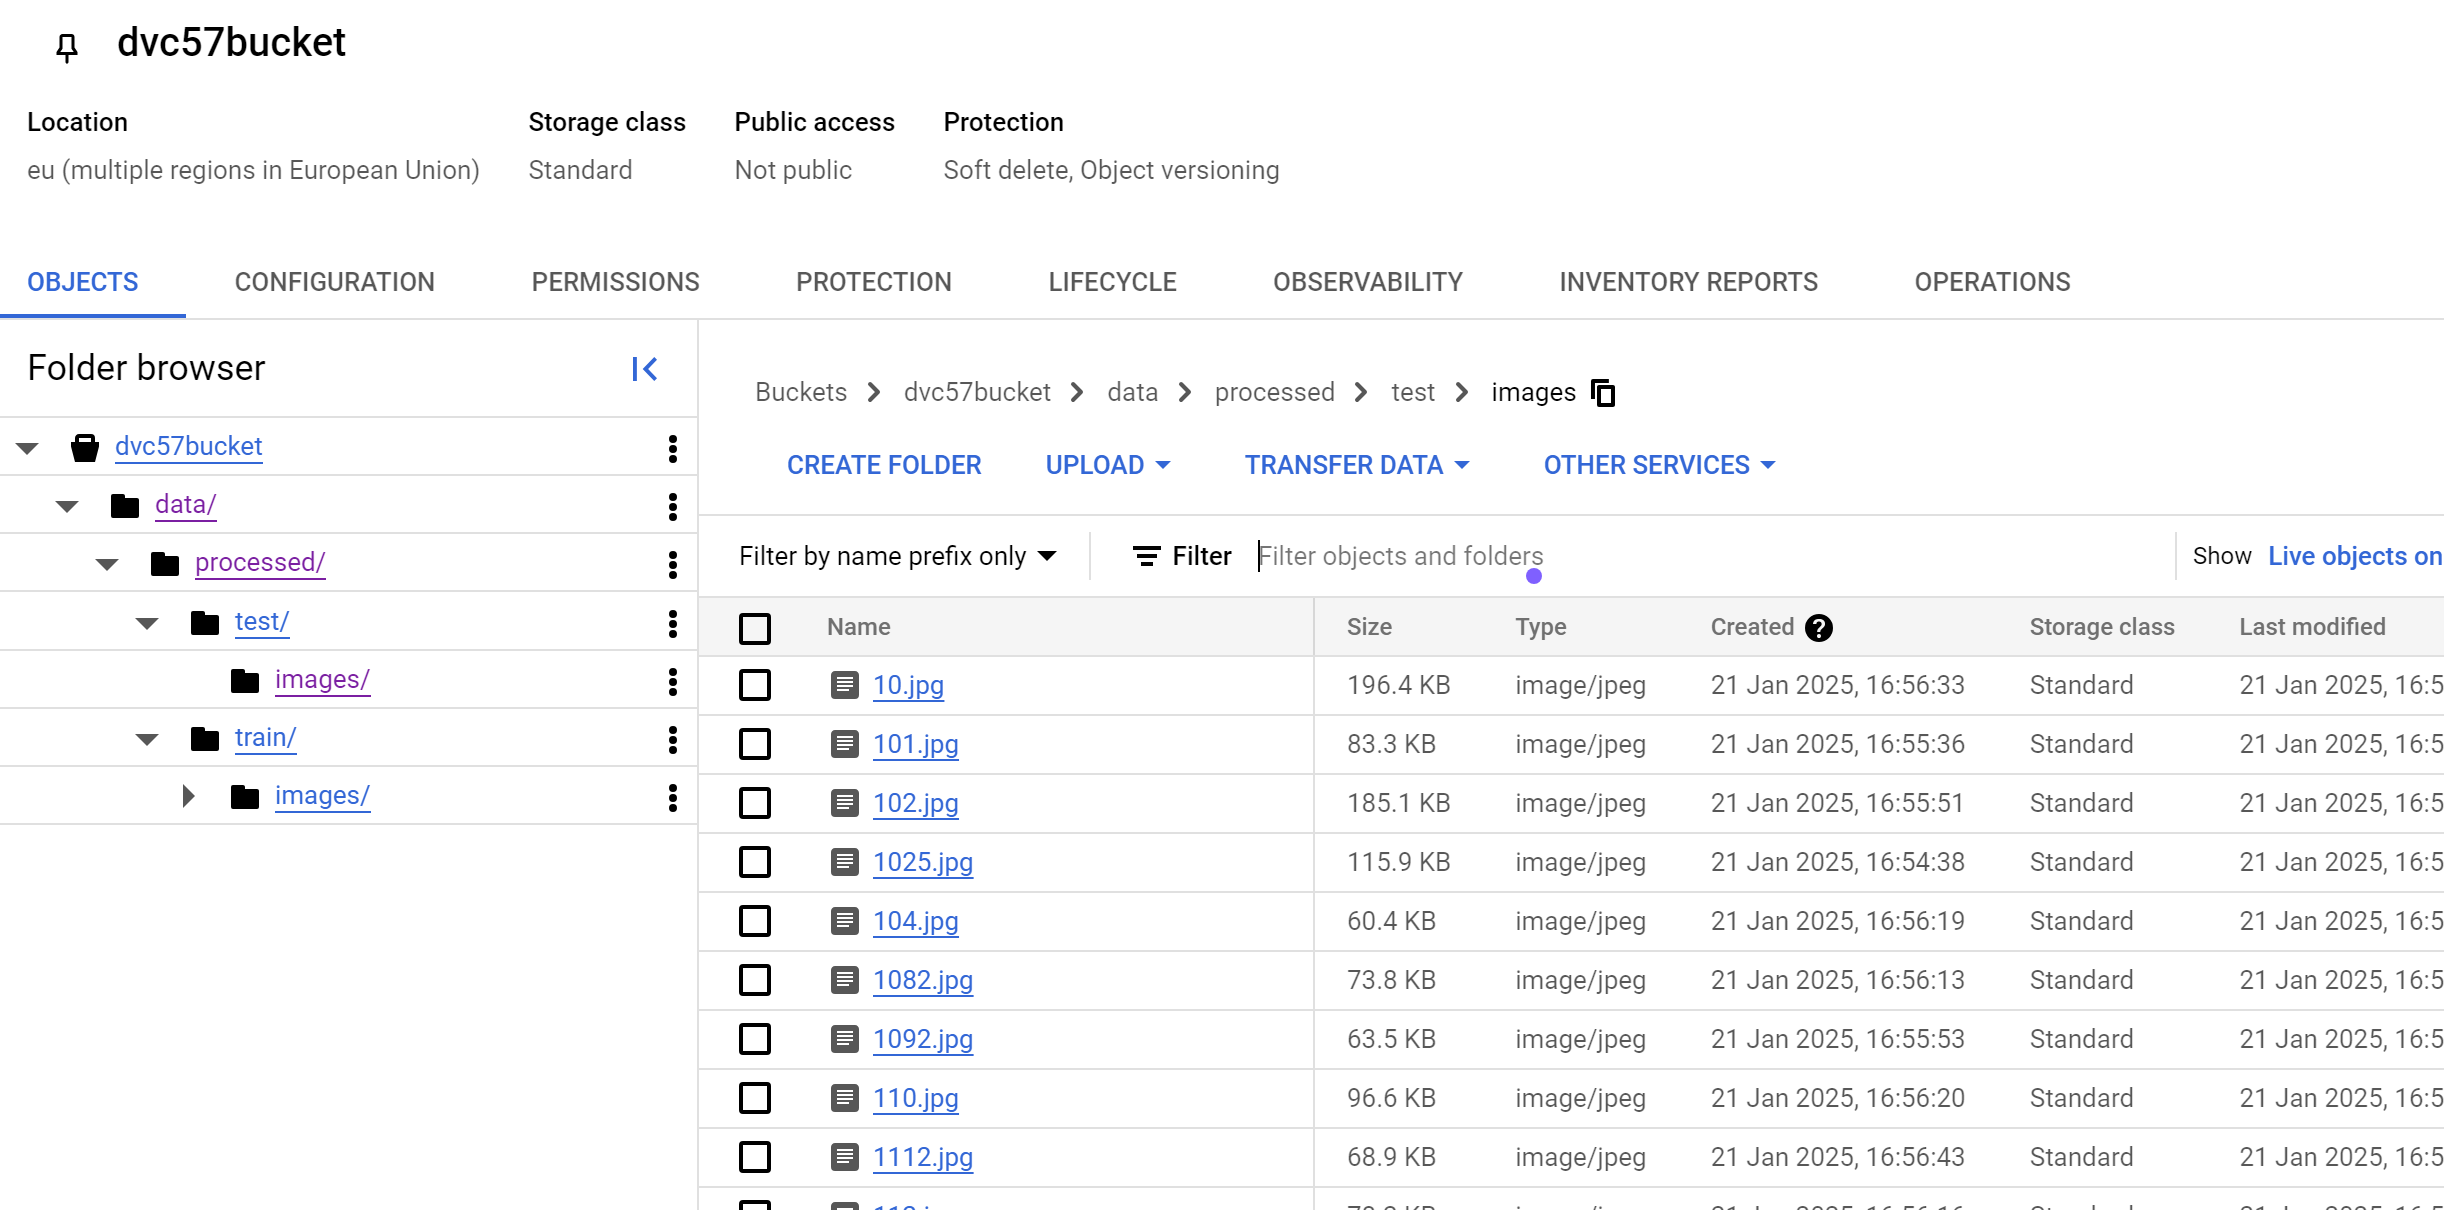 dvc57bucket
Location Storage class Public access Protection
eu (multiple regions in European Union) Standard Not public Soft delete, Object versioning
OBJECTS CONFIGURATION PERMISSIONS PROTECTION LIFECYCLE OBSERVABILITY INVENTORY REPORTS OPERATIONS
Folder browser
dvc57bucket
data/
processed/
test/
images/
train/
images/
Buckets dvc57bucket data processed test images
CREATE FOLDER UPLOAD TRANSFER DATA OTHER SERVICES
Filter by name prefix only Filter Filter objects and folders Show Live objects on
Name Size Type Created Storage class Last modified
10.jpg 196.4 KB image/jpeg 21 Jan 2025, 16:56:33 Standard 21 Jan 2025, 16:5
101.jpg 83.3 KB image/jpeg 21 Jan 2025, 16:55:36 Standard 21 Jan 2025, 16:5
102.jpg 185.1 KB image/jpeg 21 Jan 2025, 16:55:51 Standard 21 Jan 2025, 16:5
1025.jpg 115.9 KB image/jpeg 21 Jan 2025, 16:54:38 Standard 21 Jan 2025, 16:5
104.jpg 60.4 KB image/jpeg 21 Jan 2025, 16:56:19 Standard 21 Jan 2025, 16:5
1082.jpg 73.8 KB image/jpeg 21 Jan 2025, 16:56:13 Standard 21 Jan 2025, 16:5
1092.jpg 63.5 KB image/jpeg 21 Jan 2025, 16:55:53 Standard 21 Jan 2025, 16:5
110.jpg 96.6 KB image/jpeg 21 Jan 2025, 16:56:20 Standard 21 Jan 2025, 16:5
1112.jpg 68.9 KB image/jpeg 21 Jan 2025, 16:56:43 Standard 21 Jan 2025, 16:5